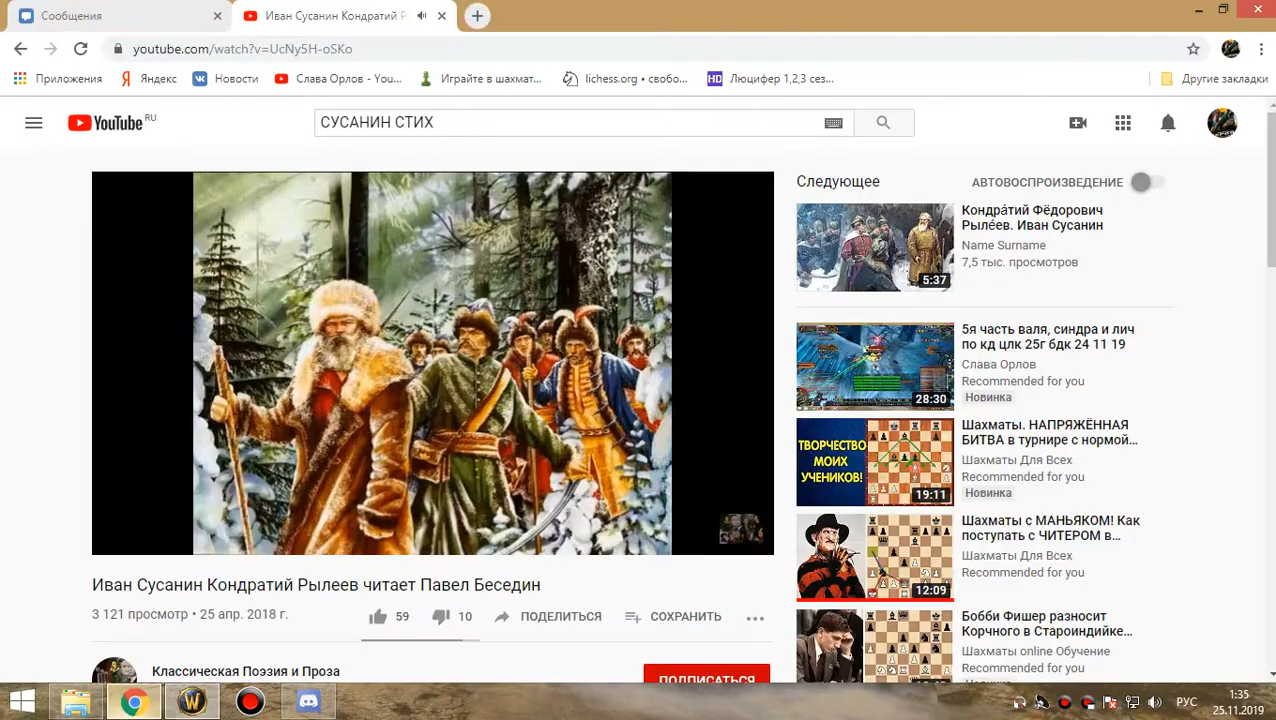 Сообщения
Иван Сусанин Кондратий Р
youtube.com/watch?v=UcNy5H-oSKo
Приложения
Яндекс
Новости
Слава Орлов - You...
Играйте в шахмат...
lichess.org • свобо...
HD Люцифер 1,2,3 сез...
Другие закладки
YouTube RU
СУСАНИН СТИХ
Следующее
АВТОВОСПРОИЗВЕДЕНИЕ
Кондра́тий Фёдорович
Рыле́ев. Иван Сусанин
Name Surname
7,5 тыс. просмотров
5:37
5я часть валя, синдра и лич
по кд цлк 25г бдк 24 11 19
Слава Орлов
Recommended for you
Новинка
28:30
Шахматы. НАПРЯЖЁННАЯ
БИТВА в турнире с нормой...
Шахматы Для Всех
Recommended for you
Новинка
ТВОРЧЕСТВО
МОИХ
УЧЕНИКОВ!
19:11
Шахматы с МАНЬЯКОМ! Как
поступать с ЧИТЕРОМ в...
Шахматы Для Всех
Recommended for you
12:09
Бобби Фишер разносит
Корчного в Староиндийке...
Шахматы online Обучение
Recommended for you
Иван Сусанин Кондратий Рылеев читает Павел Беседин
3 121 просмотр • 25 апр. 2018 г.
59
10
ПОДЕЛИТЬСЯ
СОХРАНИТЬ
Классическая Поэзия и Проза
ПОДПИСАТЬСЯ
РУС
1:35
25.11.2019